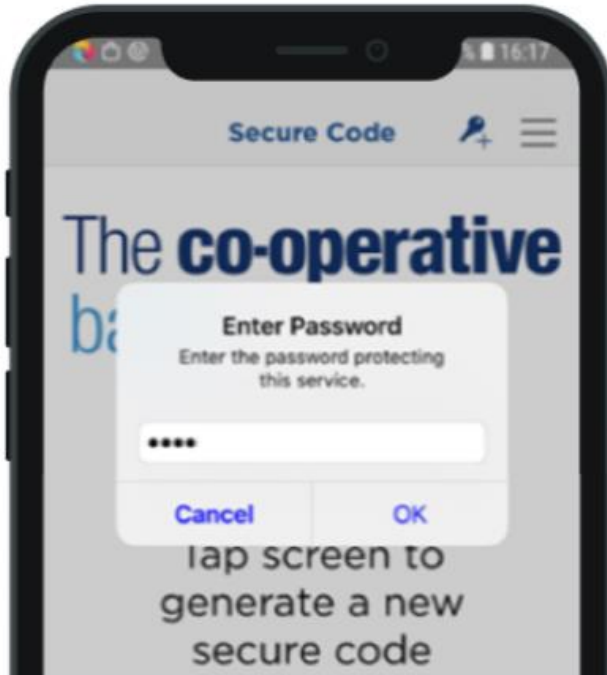 16:17
Secure Code
The co-operative
ba
Enter Password
Enter the password protecting
this service.
••••
Cancel
OK
Tap screen to
generate a new
secure code